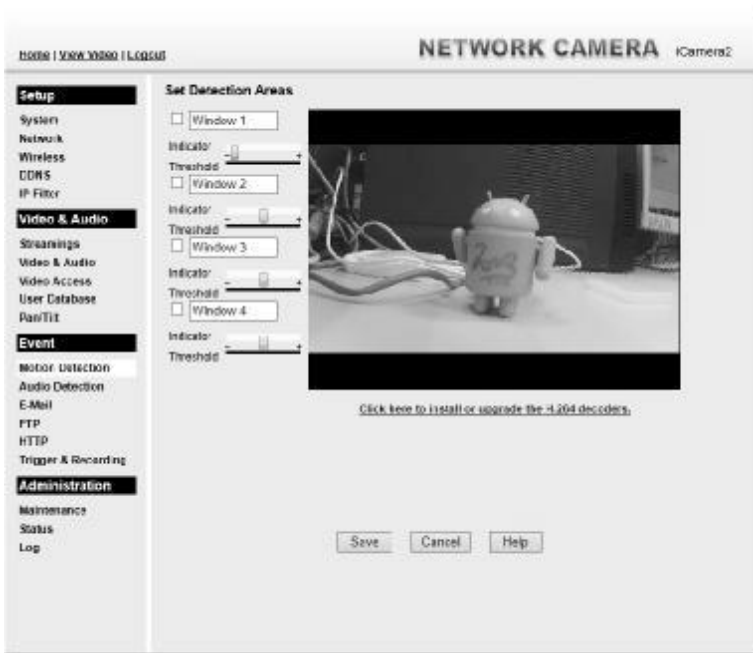 Home | View Video | Logout
NETWORK CAMERA iCamera2
Setup
System
Network
Wireless
DDNS
IP Filter
Video & Audio
Streamings
Video & Audio
Video Access
User Database
Pan/Tilt
Event
Motion Detection
Audio Detection
E-Mail
FTP
HTTP
Trigger & Recording
Administration
Maintenance
Status
Log
Set Detection Areas
Window 1
Indicator
- +
Threshold
Window 2
Indicator
- +
Threshold
Window 3
Indicator
- +
Threshold
Window 4
Indicator
- +
Threshold
Click here to install or upgrade the H.264 decoders.
Save Cancel Help